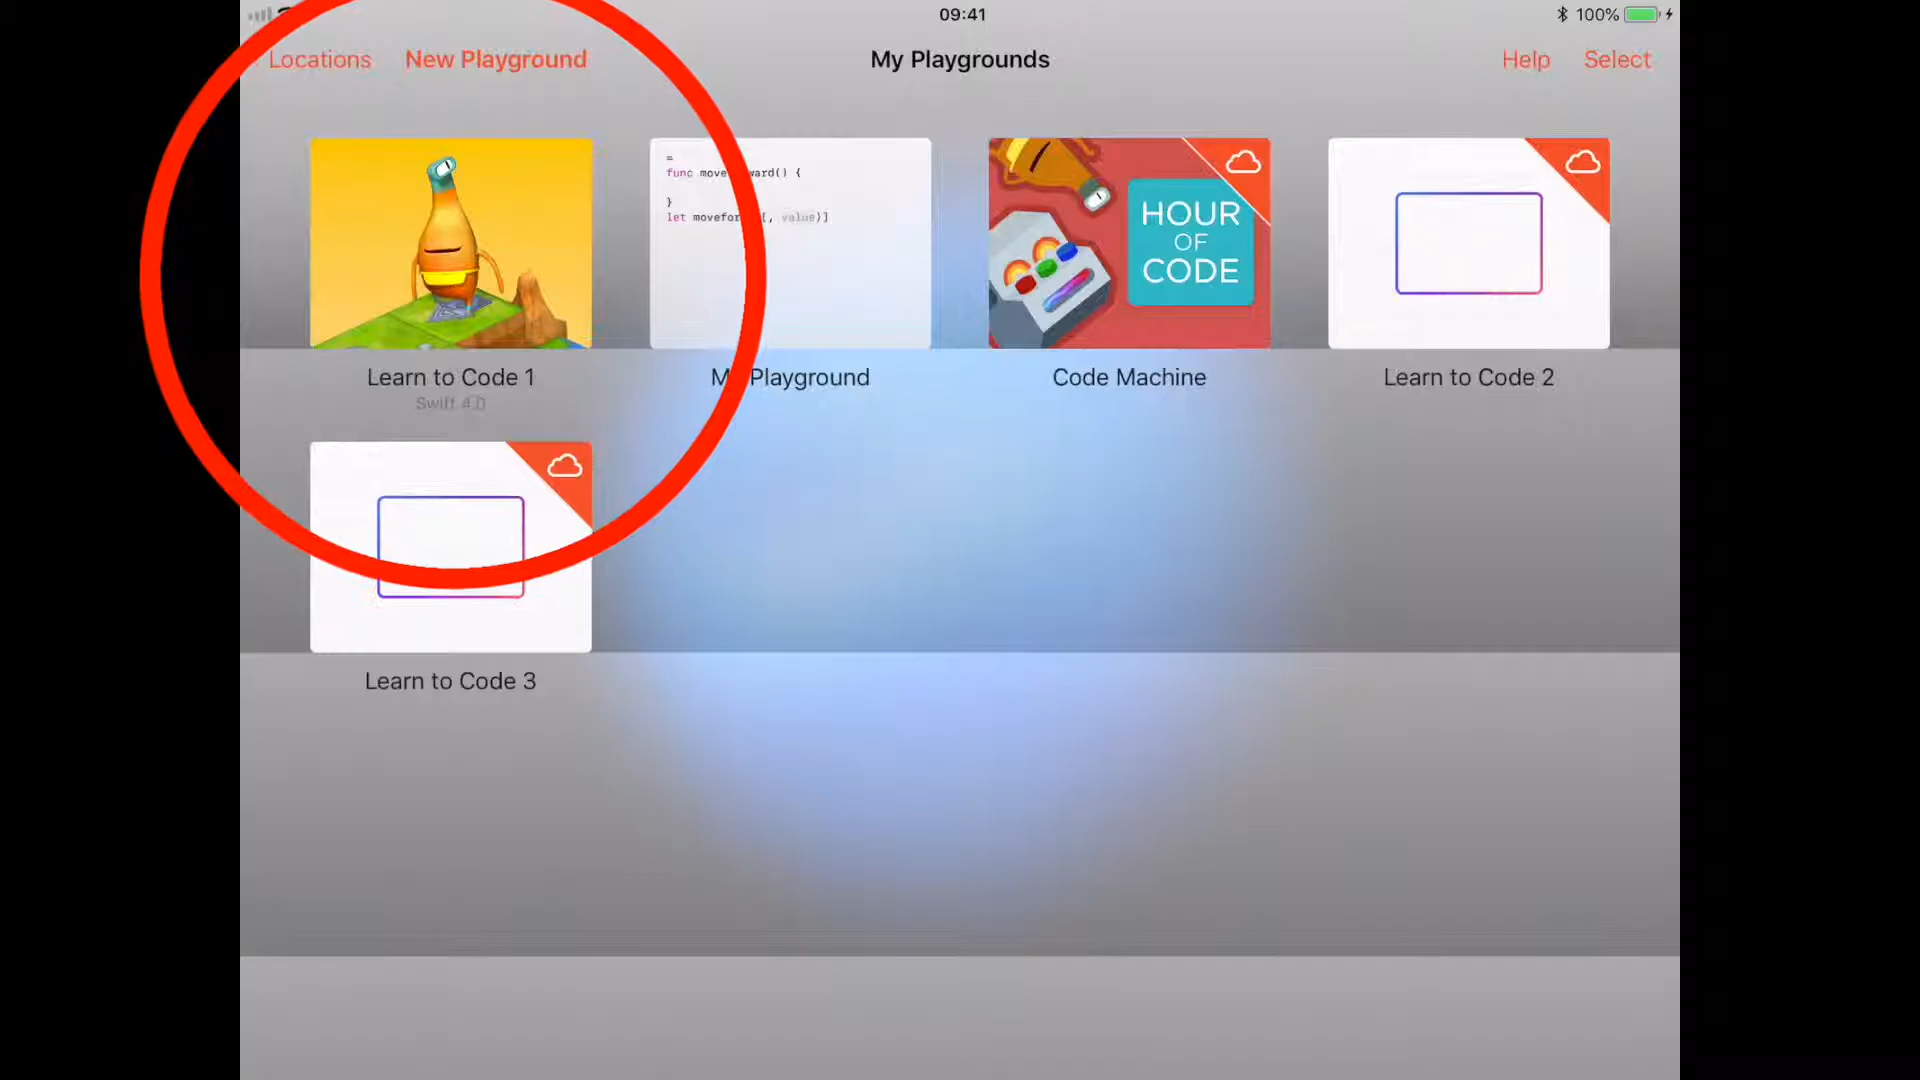 09:41
100%
Locations
New Playground
My Playgrounds
Help
Select
=
func move ward() {
}
let movefor [, value)]
HOUR
OF
CODE
Learn to Code 1
Swift 4.0
M Playground
Code Machine
Learn to Code 2
Learn to Code 3